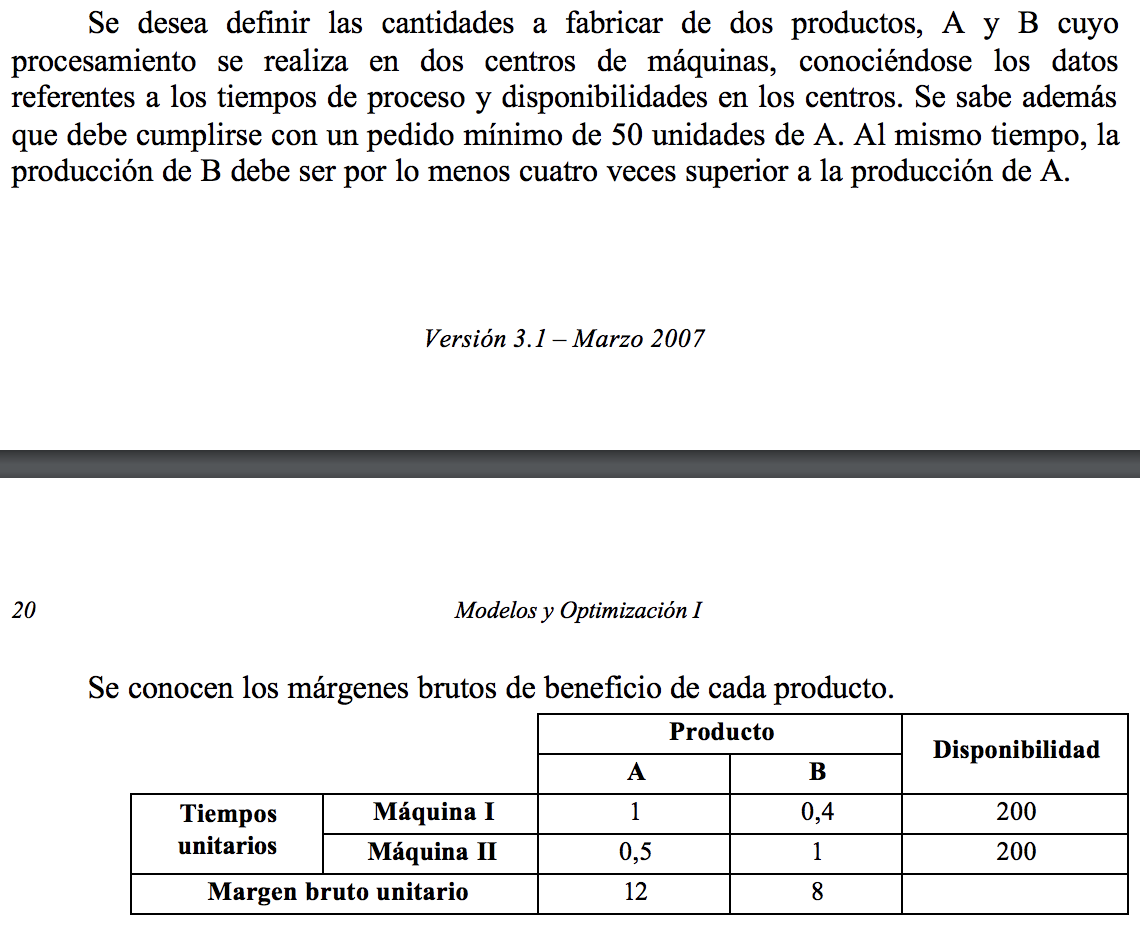 Se desea definir las cantidades a fabricar de dos productos, A y B cuyo
procesamiento se realiza en dos centros de máquinas, conociéndose los datos
referentes a los tiempos de proceso y disponibilidades en los centros. Se sabe además
que debe cumplirse con un pedido mínimo de 50 unidades de A. Al mismo tiempo, la
producción de B debe ser por lo menos cuatro veces superior a la producción de A.
Versión 3.1 – Marzo 2007
20 Modelos y Optimización I
Se conocen los márgenes brutos de beneficio de cada producto.
Producto Disponibilidad
A B
Tiempos unitarios Máquina I 1 0,4 200
Máquina II 0,5 1 200
Margen bruto unitario 12 8